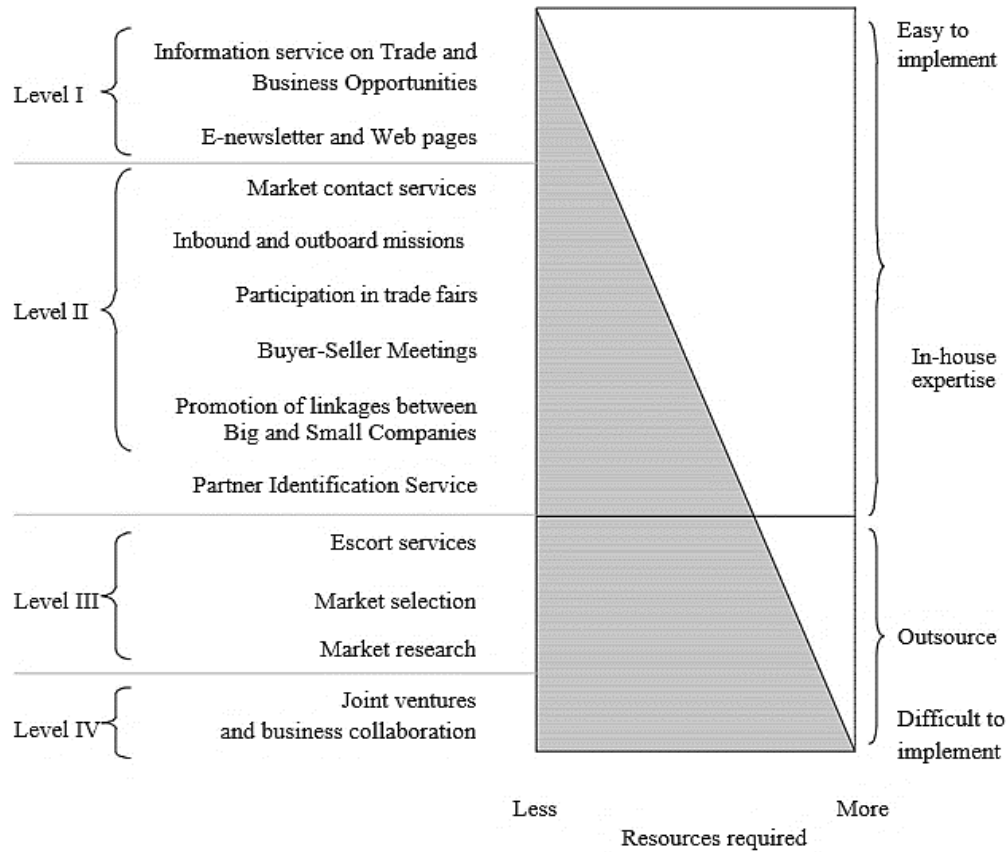 Level I
Information service on Trade and
Business Opportunities
E-newsletter and Web pages
Level II
Market contact services
Inbound and outboard missions
Participation in trade fairs
Buyer-Seller Meetings
Promotion of linkages between
Big and Small Companies
Partner Identification Service
Level III
Escort services
Market selection
Market research
Level IV
Joint ventures
and business collaboration
Easy to
implement
In-house
expertise
Outsource
Difficult to
implement
Less
More
Resources required